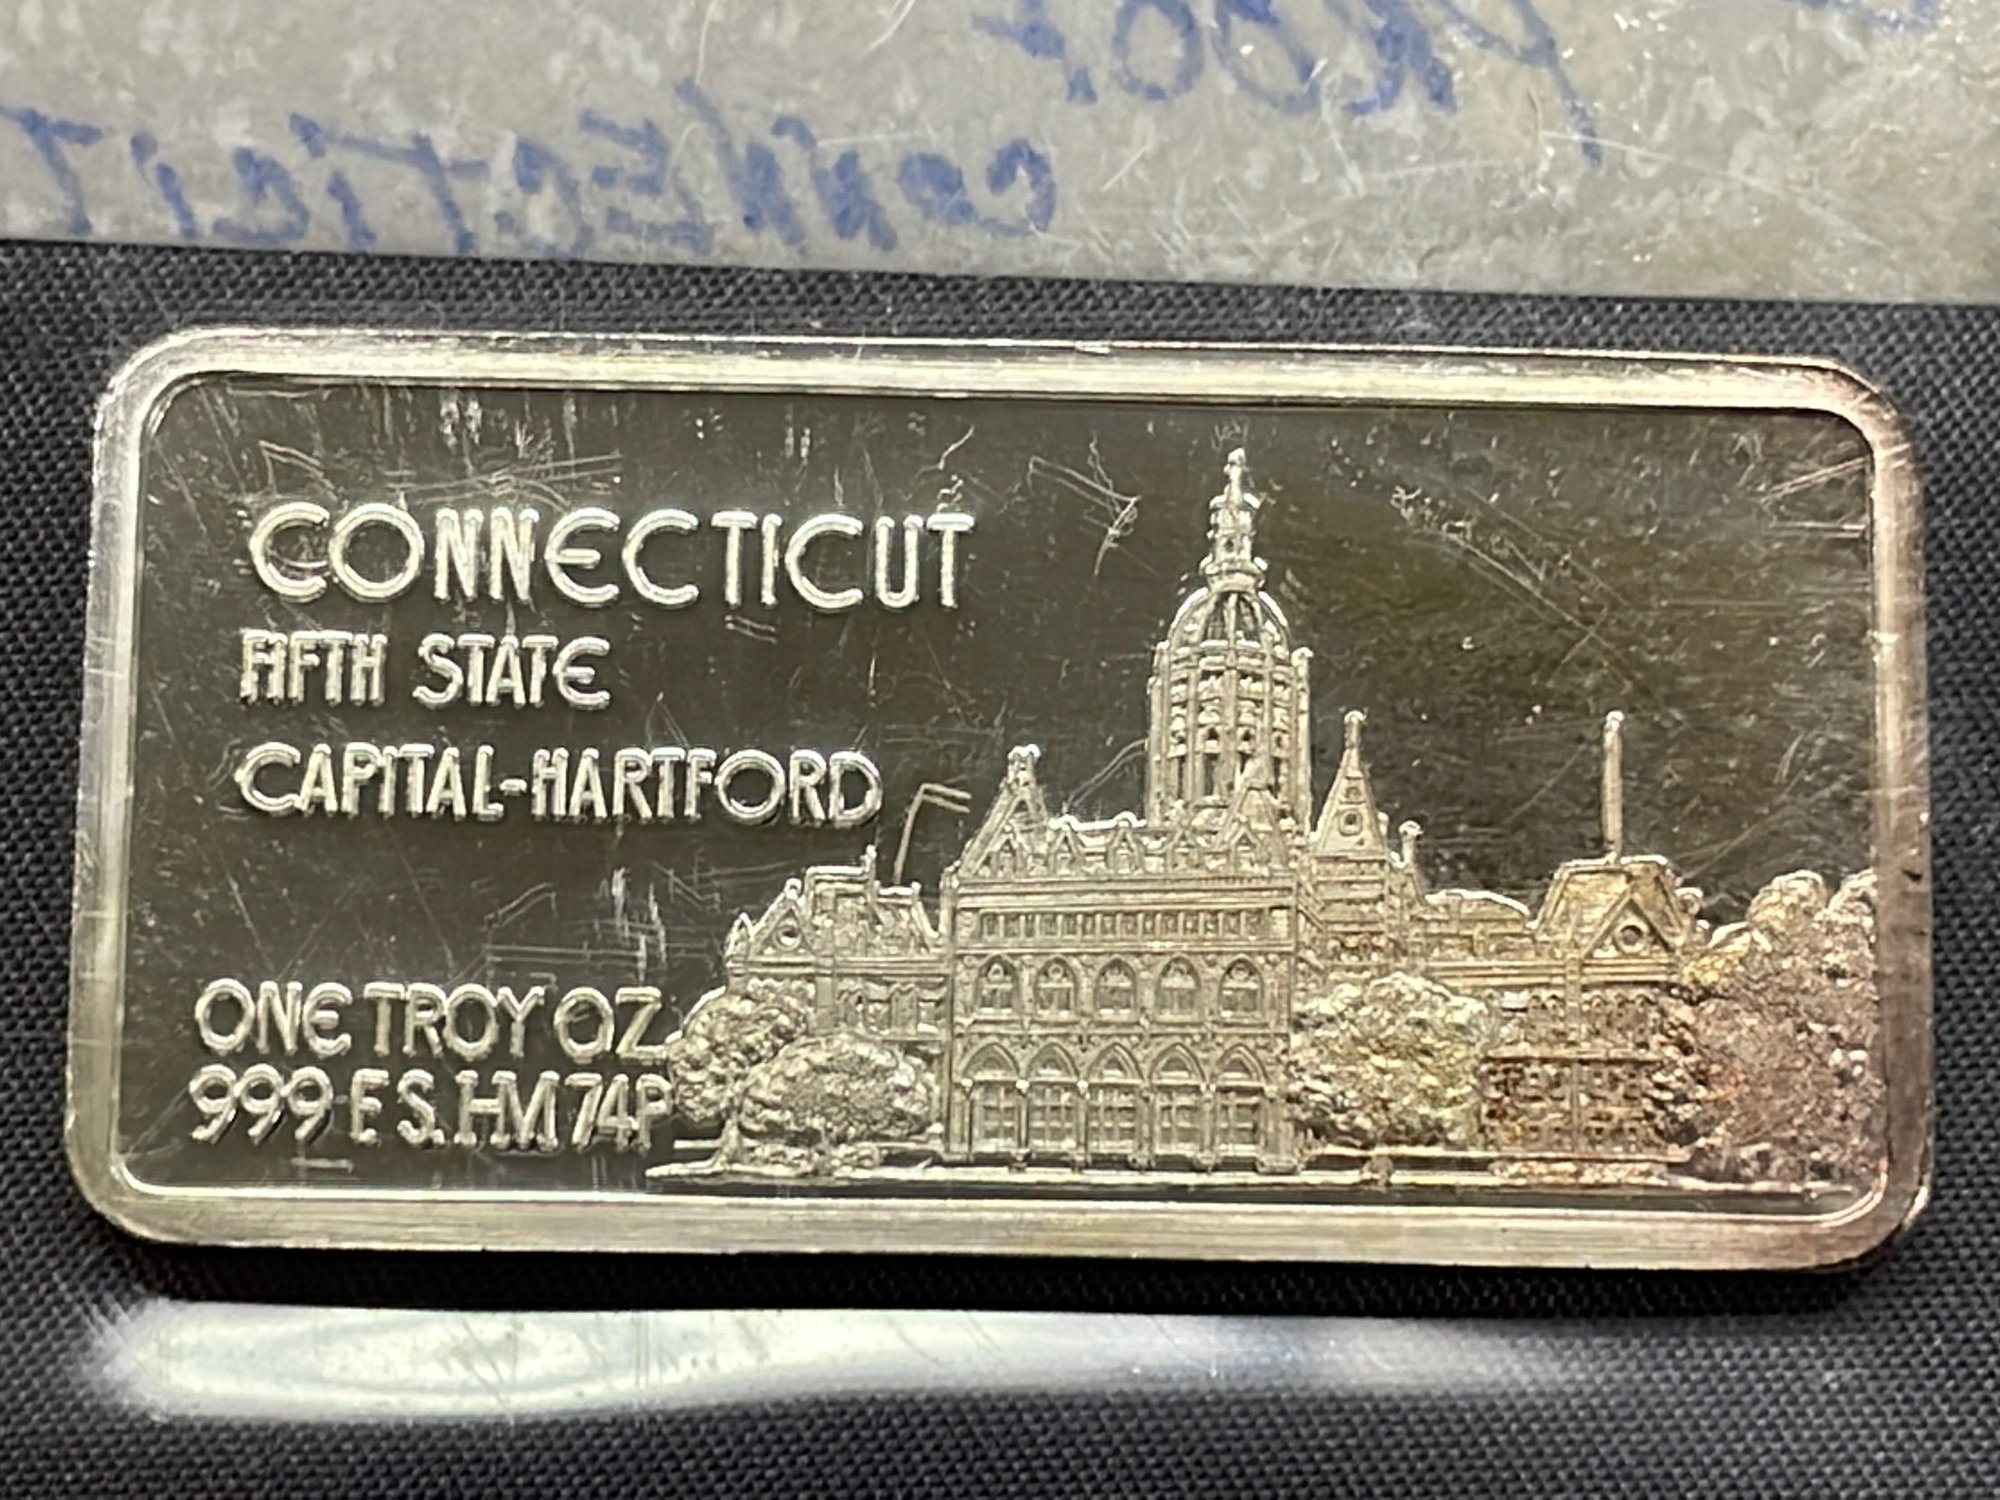 CONNECTICUT
FIFTH STATE
CAPITAL-HARTFORD
ONE TROY OZ
999 F.S. HM 74P